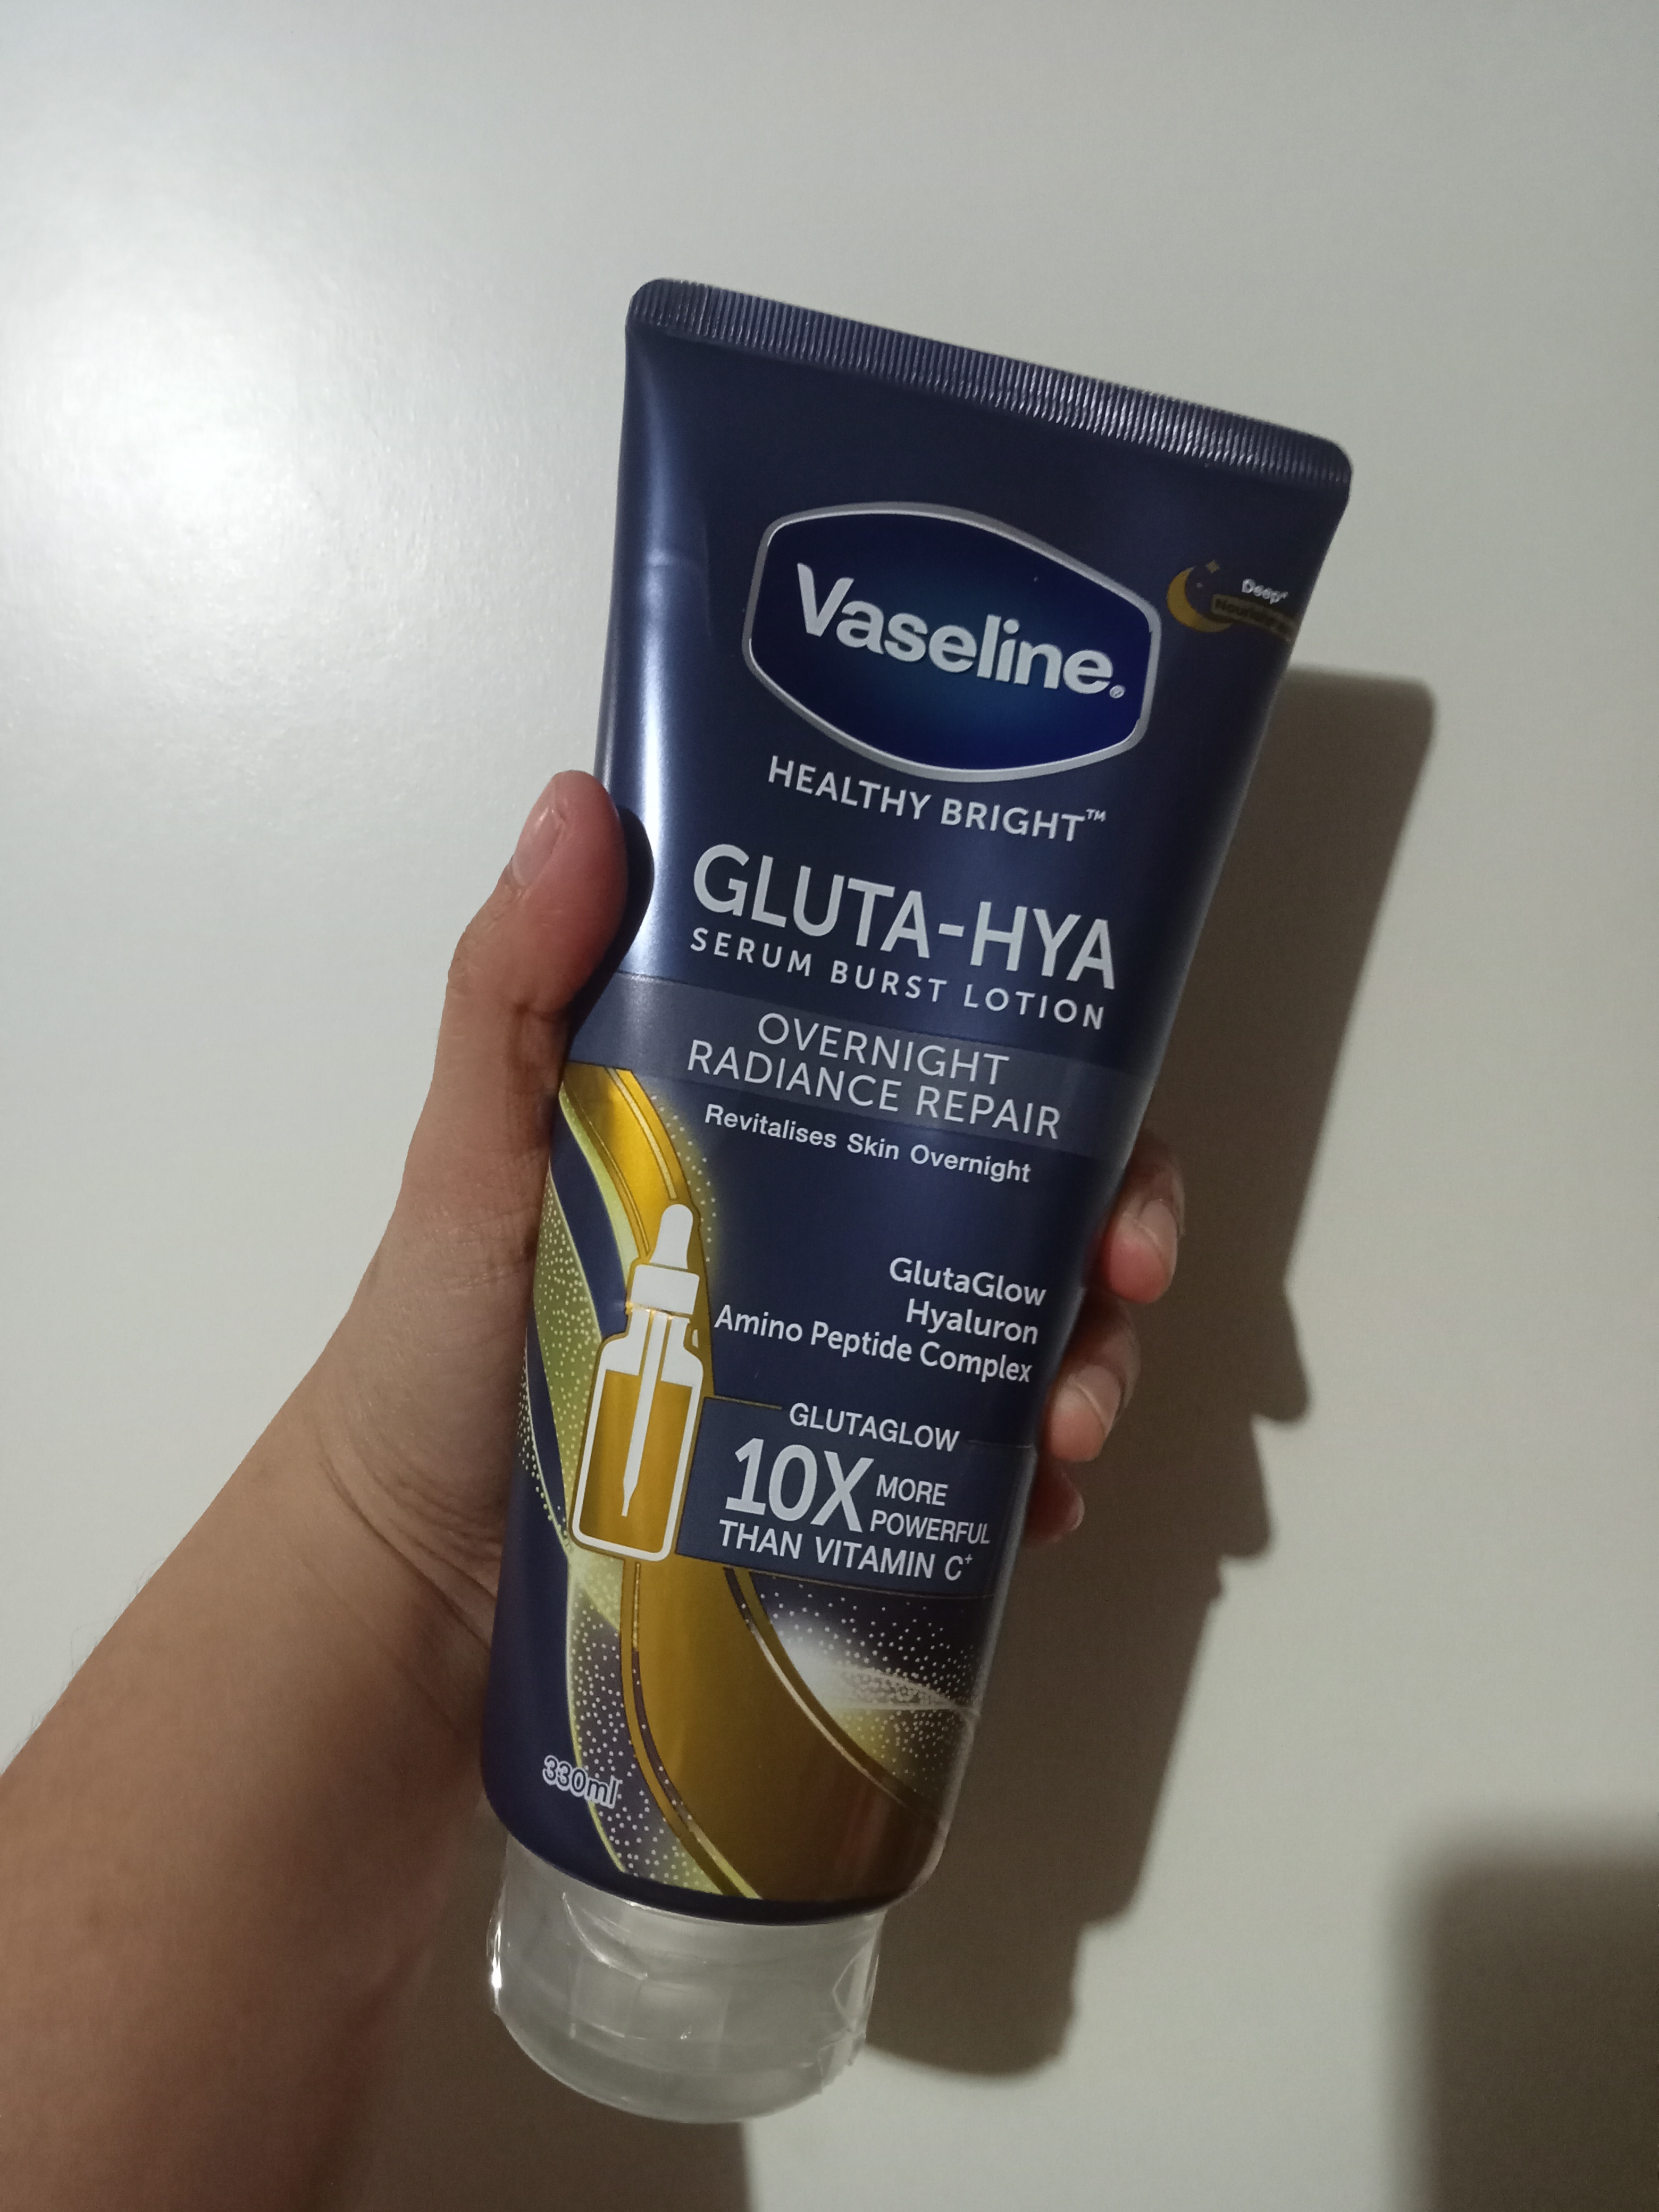 Vaseline®
Deep*
HEALTHY BRIGHT™
GLUTA-HYA
SERUM BURST LOTION
OVERNIGHT
RADIANCE REPAIR
Revitalises Skin Overnight
GlutaGlow
Hyaluron
Amino Peptide Complex
GLUTAGLOW
10X MORE
POWERFUL
THAN VITAMIN C⁺
330ml